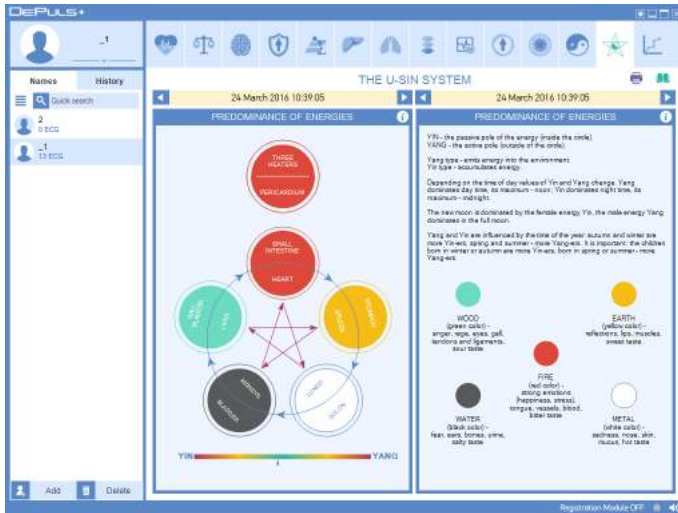 DePuls+
_1
Names
History
Quick search
2
0 ECG
_1
13 ECG
Add
Delete
THE U-SIN SYSTEM
24 March 2016 10:39:05
PREDOMINANCE OF ENERGIES
THREE
HEATERS
PERICARDIUM
SMALL
INTESTINE
HEART
GALL
BLADDER
LIVER
STOMACH
SPLEEN
KIDNEYS
BLADDER
LUNGS
COLON
YIN
YANG
24 March 2016 10:39:05
PREDOMINANCE OF ENERGIES
YIN - the passive pole of the energy (inside the circle).
YANG - the active pole (outside of the circle).
Yang type - emits energy into the environment.
Yin type - accumulates energy.
Depending on the time of day values of Yin and Yang change. Yang
dominates day time, its maximum - noon; Yin dominates night time, its
maximum - midnight.
The new moon is dominated by the female energy Yin, the male energy Yang
dominates in the full moon.
Yang and Yin are influenced by the time of the year: autumn and winter are
more Yin-ers, spring and summer - more Yang-ers. It is important: the children
born in winter or autumn are more Yin-ers, born in spring or summer - more
Yang-ers.
WOOD
(green color) -
anger, rage, eyes, gall,
tendons and ligaments,
sour taste
EARTH
(yellow color) -
reflections, lips, muscles,
sweet taste
FIRE
(red color) -
strong emotions
(happiness, stress),
tongue, vessels, blood,
bitter taste
WATER
(black color) -
fear, ears, bones, urine,
salty taste
METAL
(white color) -
sadness, nose, skin,
mucus, hot taste
Registration Module OFF